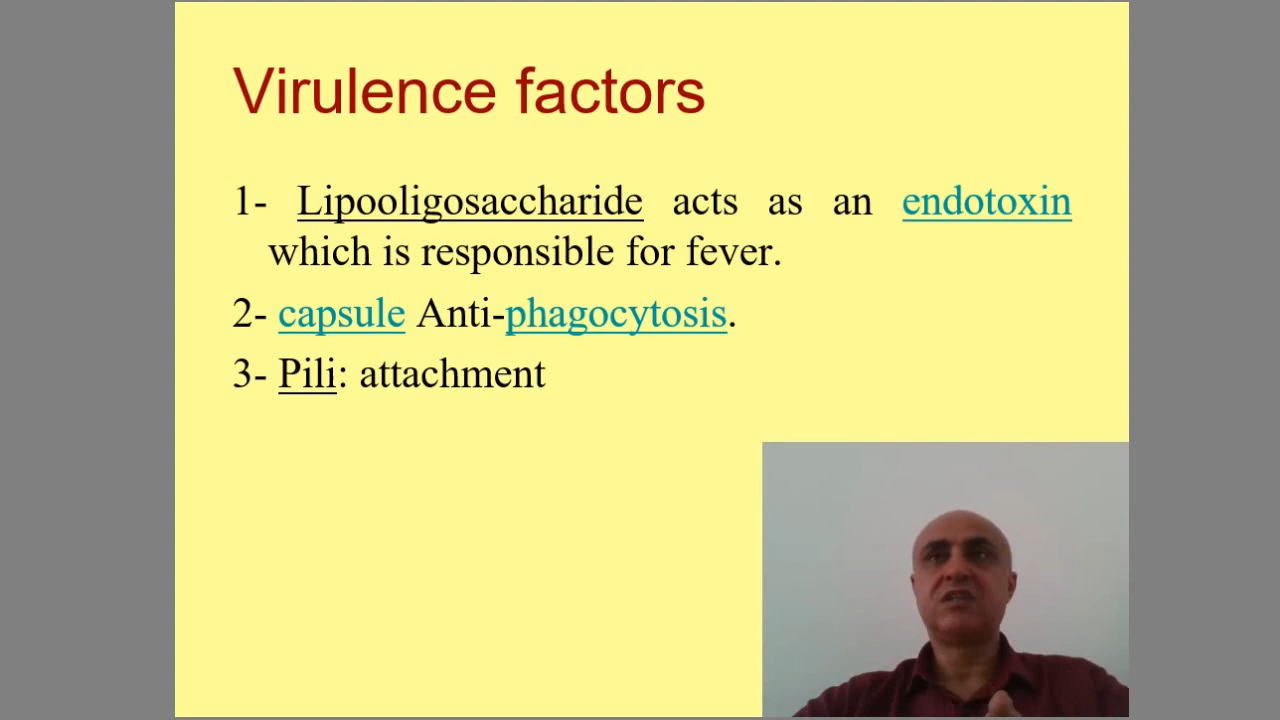 Virulence factors
1- Lipooligosaccharide acts as an endotoxin
which is responsible for fever.
2- capsule Anti-phagocytosis.
3- Pili: attachment